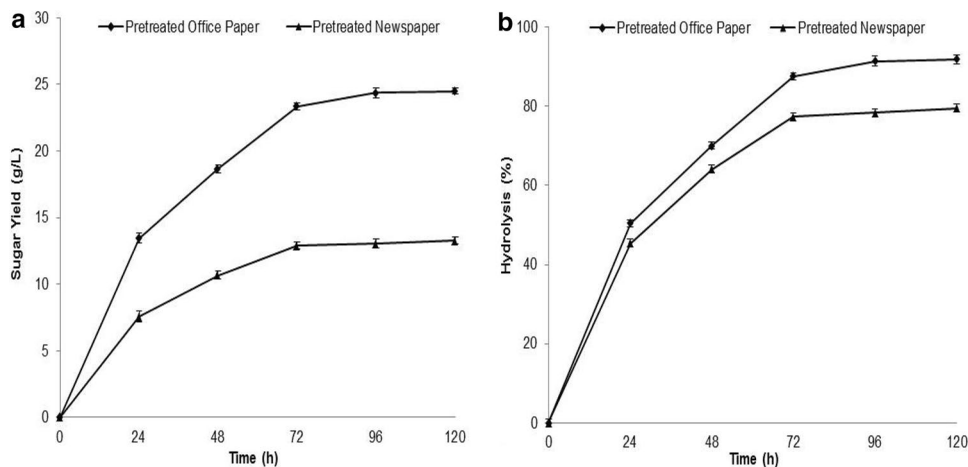 a
Pretreated Office Paper Pretreated Newspaper
Sugar Yield (g/L)
30
25
20
15
10
5
0
0 24 48 72 96 120
Time (h)
b
Pretreated Office Paper Pretreated Newspaper
Hydrolysis (%)
100
80
60
40
20
0
0 24 48 72 96 120
Time (h)